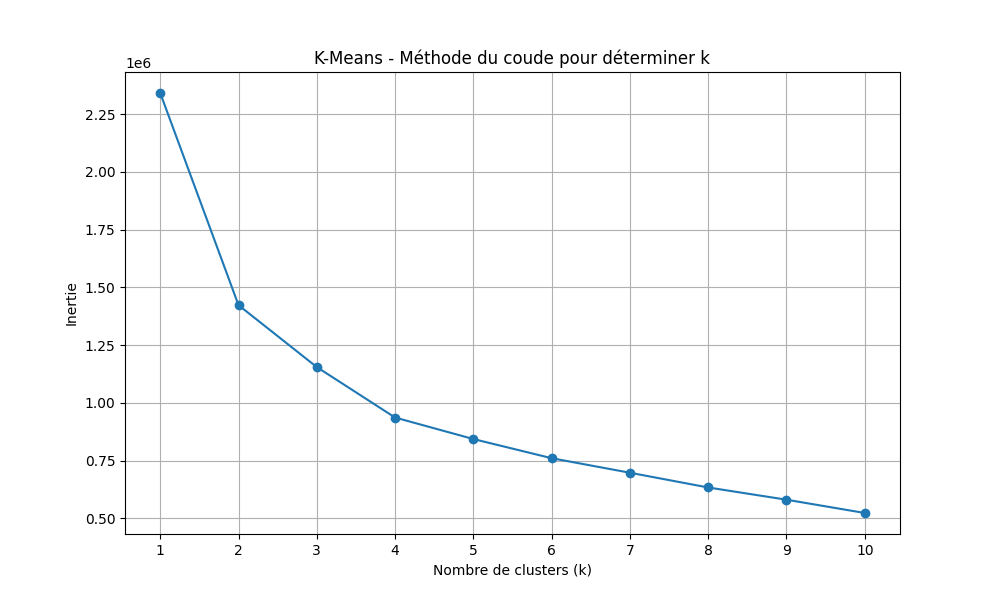 K-Means - Méthode du coude pour déterminer k
1e6
2.25
2.00
1.75
1.50
1.25
1.00
0.75
0.50
Inertie
1 2 3 4 5 6 7 8 9 10
Nombre de clusters (k)